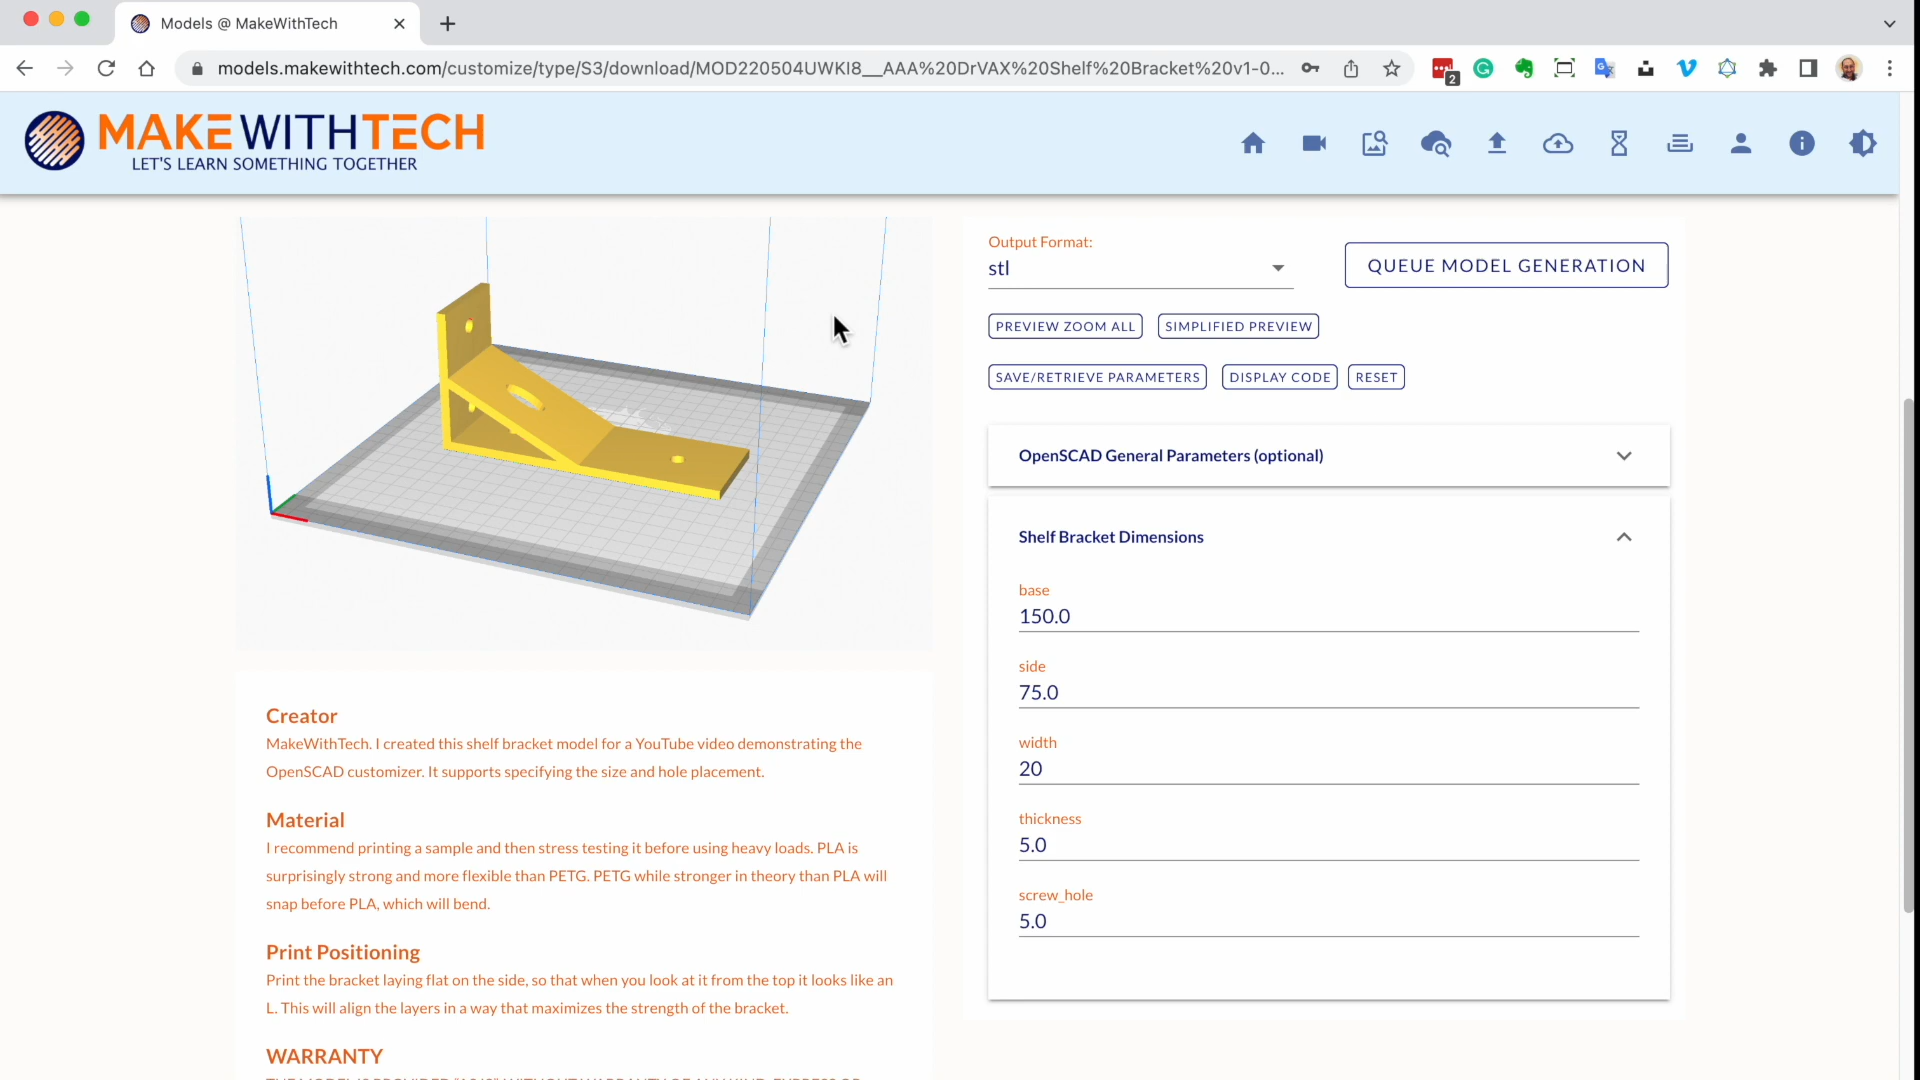 Models @ MakeWithTech
models.makewithtech.com/customize/type/S3/download/MOD220504UWKI8__AAA%20DrVAX%20Shelf%20Bracket%20v1-0...
2
MAKEWITHTECH
LET'S LEARN SOMETHING TOGETHER
Output Format:
stl
QUEUE MODEL GENERATION
PREVIEW ZOOM ALL
SIMPLIFIED PREVIEW
SAVE/RETRIEVE PARAMETERS
DISPLAY CODE
RESET
OpenSCAD General Parameters (optional)
Shelf Bracket Dimensions
base
150.0
side
75.0
width
20
thickness
5.0
screw_hole
5.0
Creator
MakeWithTech. I created this shelf bracket model for a YouTube video demonstrating the
OpenSCAD customizer. It supports specifying the size and hole placement.
Material
I recommend printing a sample and then stress testing it before using heavy loads. PLA is
surprisingly strong and more flexible than PETG. PETG while stronger in theory than PLA will
snap before PLA, which will bend.
Print Positioning
Print the bracket laying flat on the side, so that when you look at it from the top it looks like an
L. This will align the layers in a way that maximizes the strength of the bracket.
WARRANTY